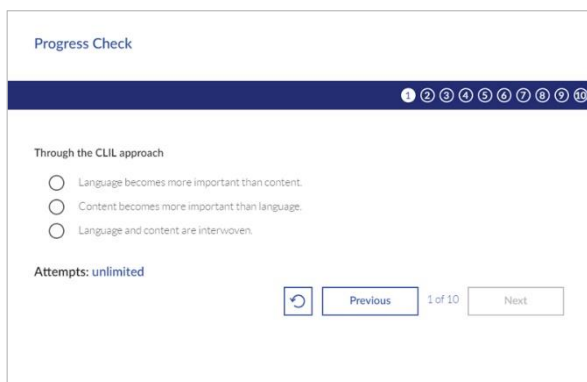 Progress Check
1 2 3 4 5 6 7 8 9 10
Through the CLIL approach
Language becomes more important than content.
Content becomes more important than language.
Language and content are interwoven.
Attempts: unlimited
Previous 1 of 10 Next